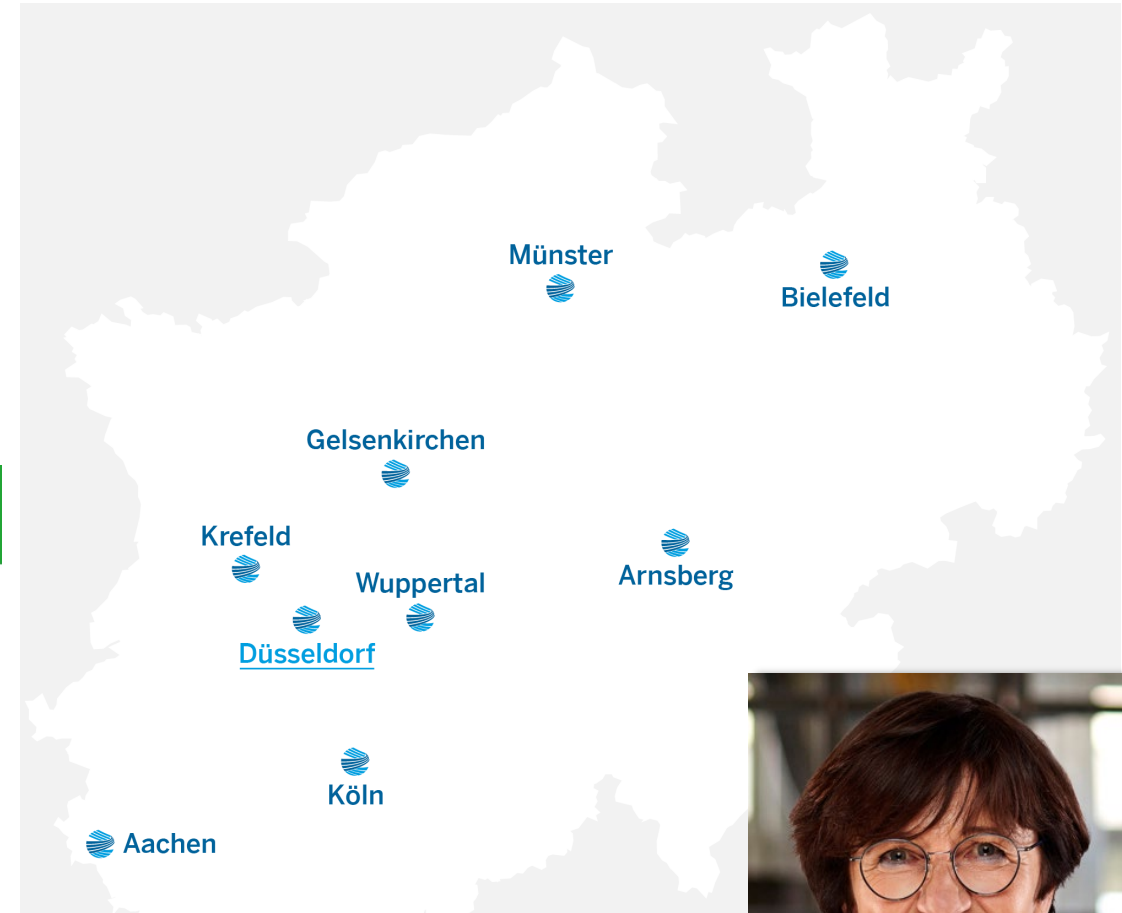 Münster
Bielefeld
Gelsenkirchen
Krefeld
Wuppertal
Arnsberg
Düsseldorf
Köln
Aachen